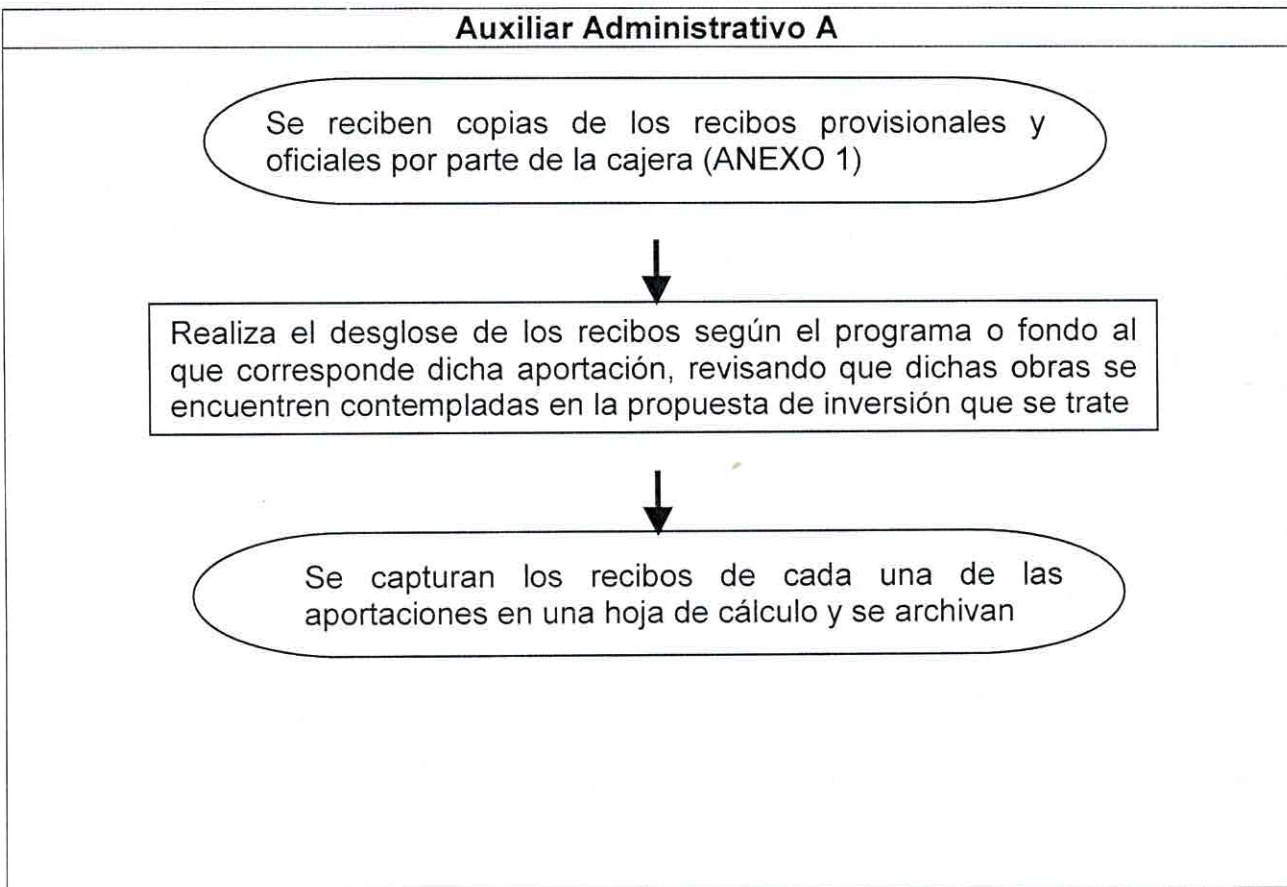 Auxiliar Administrativo A
Se reciben copias de los recibos provisionales y
oficiales por parte de la cajera (ANEXO 1)
Realiza el desglose de los recibos según el programa o fondo al
que corresponde dicha aportación, revisando que dichas obras se
encuentren contempladas en la propuesta de inversión que se trate
Se capturan los recibos de cada una de las
aportaciones en una hoja de cálculo y se archivan